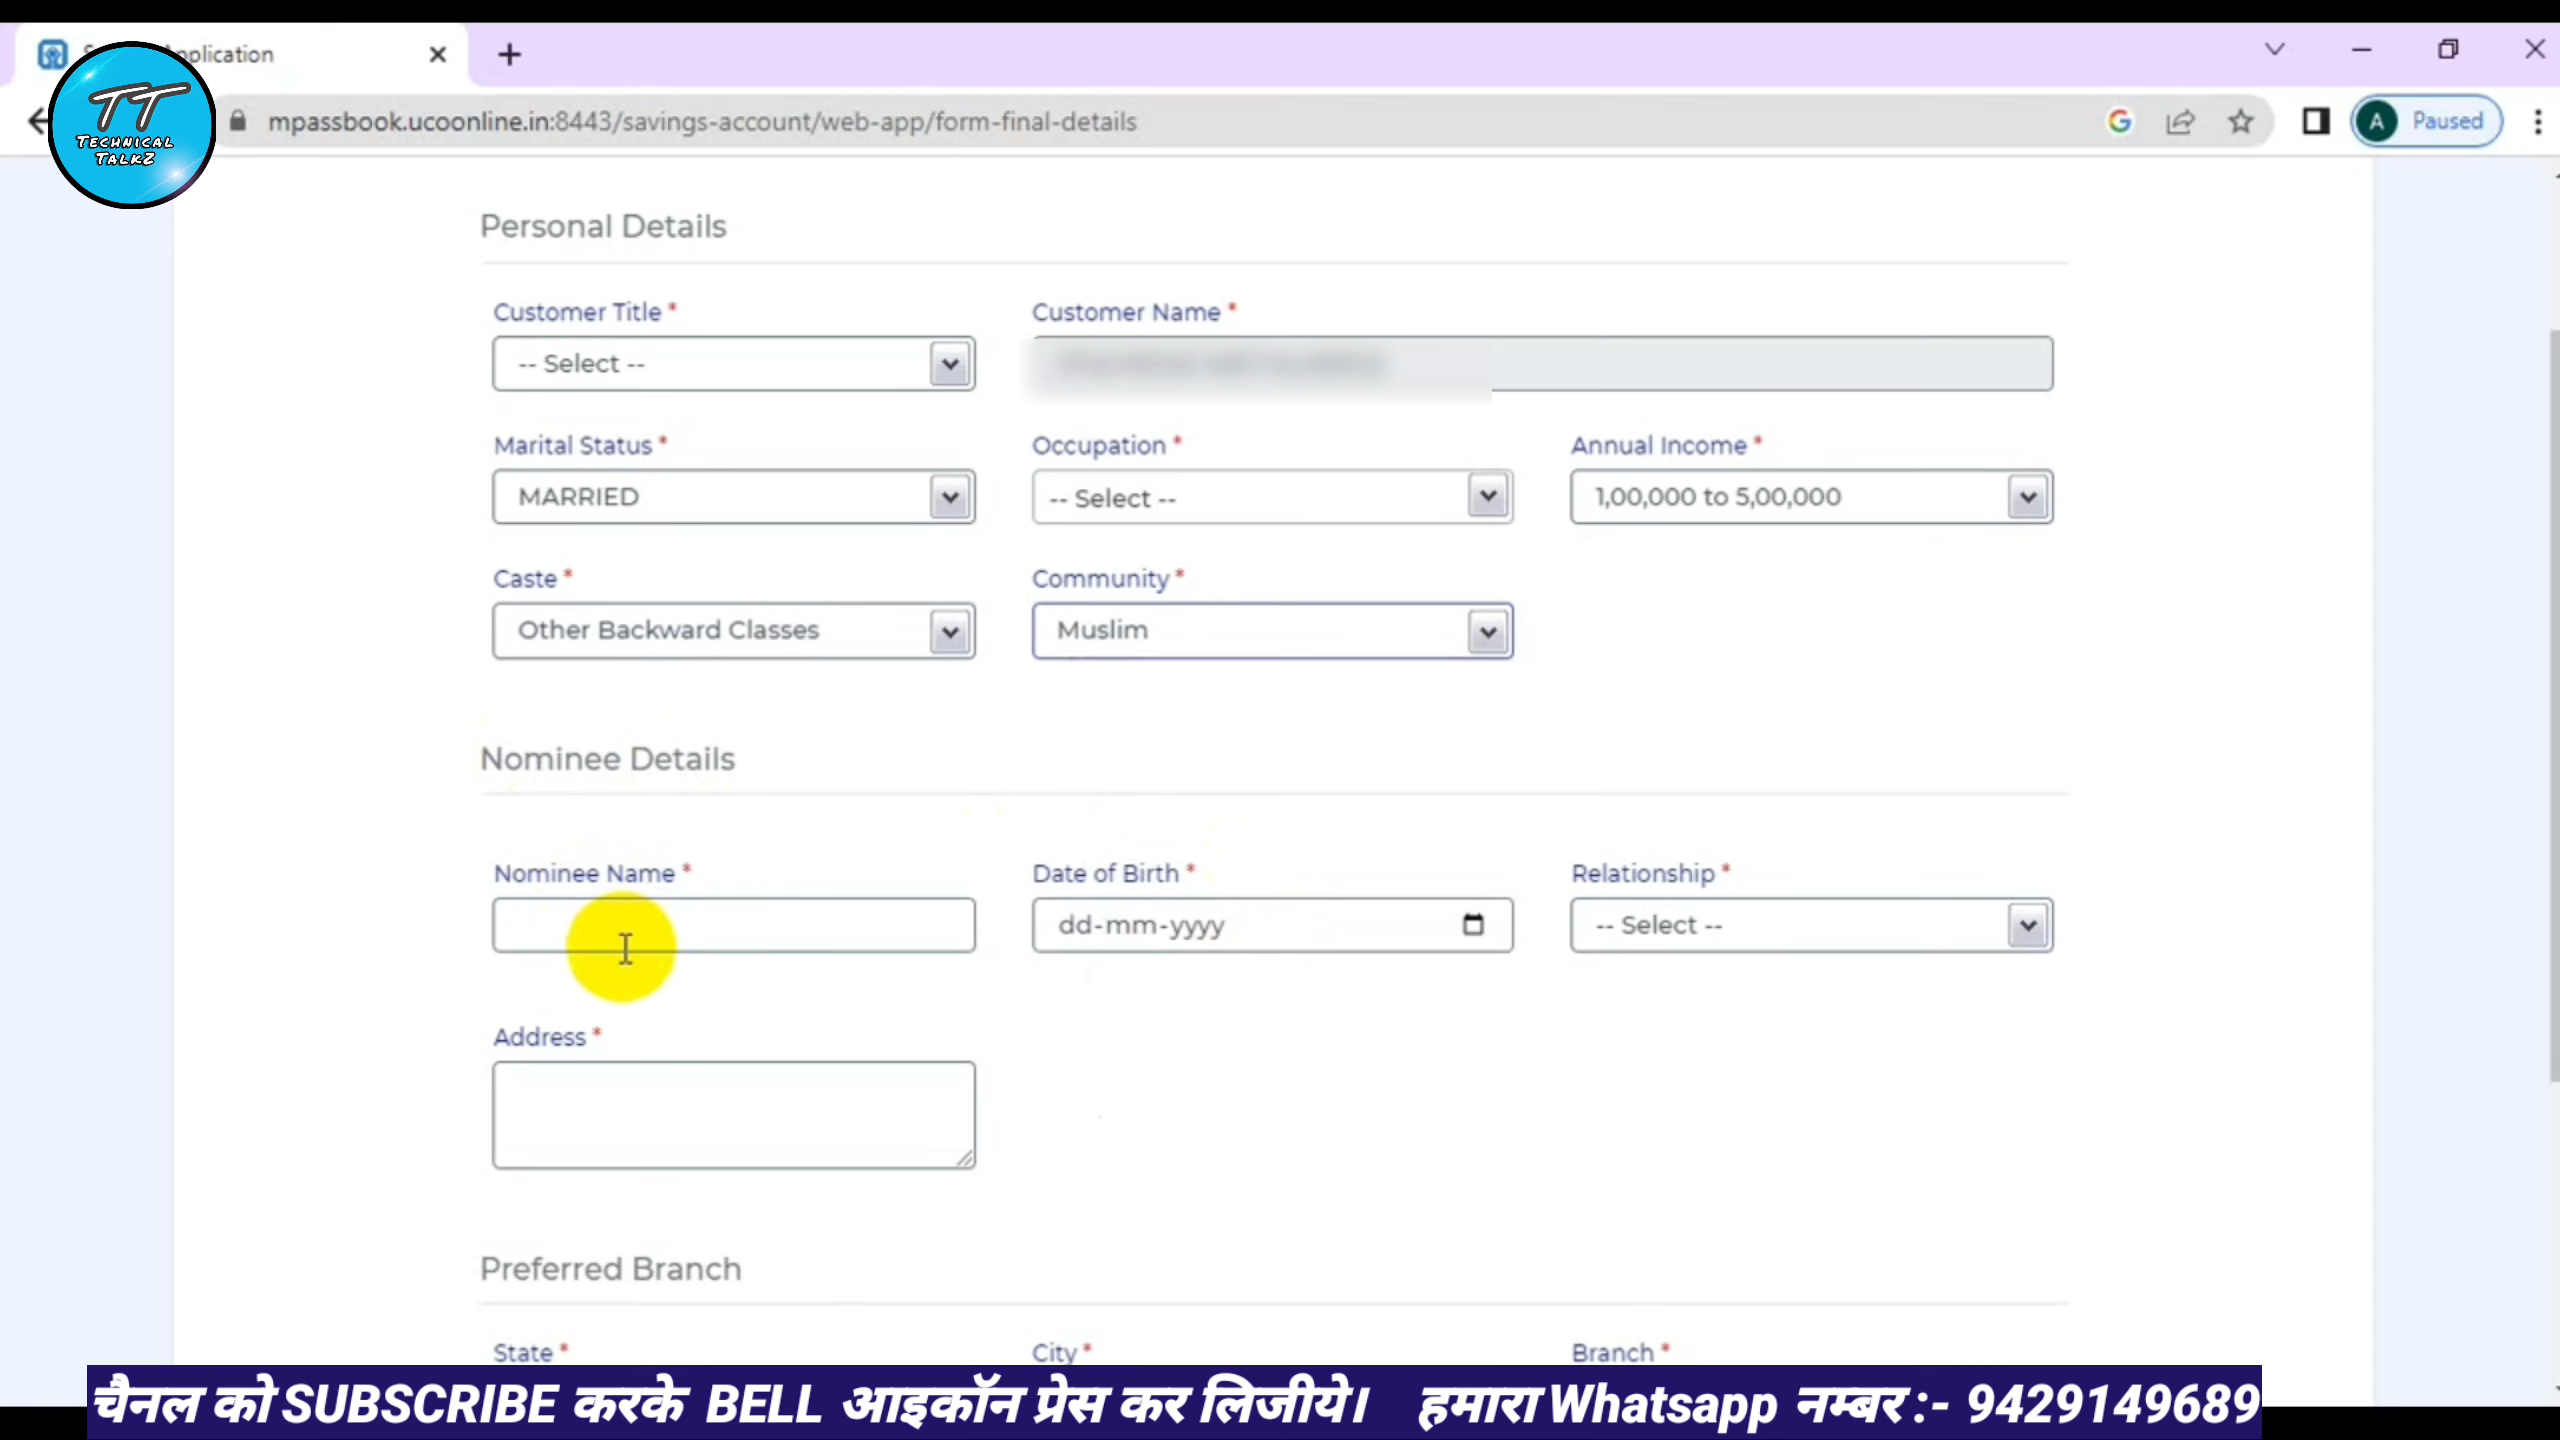 plication
mpassbook.ucoonline.in:8443/savings-account/web-app/form-final-details
A Paused
TT
TECHNICAL
TALKZ
Personal Details
Customer Title * Customer Name *
-- Select --
Marital Status * Occupation * Annual Income *
MARRIED -- Select -- 1,00,000 to 5,00,000
Caste * Community *
Other Backward Classes Muslim
Nominee Details
Nominee Name * Date of Birth * Relationship *
dd-mm-yyyy -- Select --
Address *
Preferred Branch
State * City * Branch *
चैनल को SUBSCRIBE करके BELL आइकॉन प्रेस कर लिजीये। हमारा Whatsapp नम्बर :- 9429149689